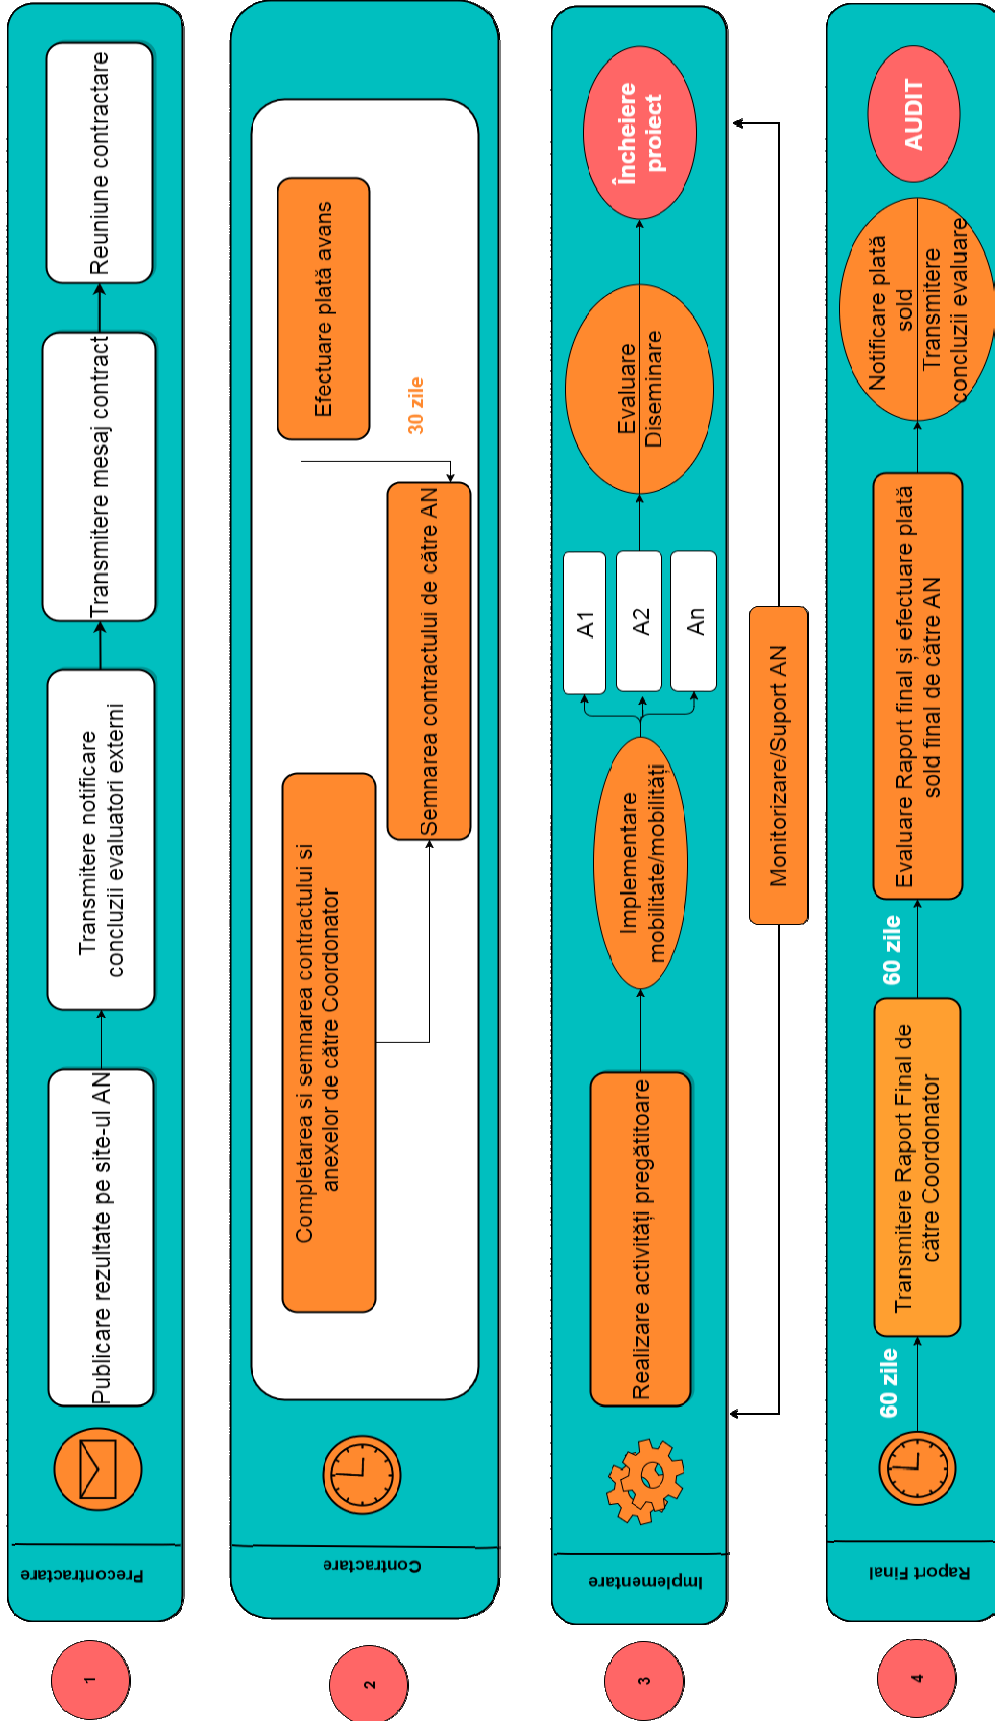 1
Precontractare
Publicare rezultate pe site-ul AN
Transmitere notificare
concluzii evaluatori externi
Transmitere mesaj contract
Reuniune contractare
2
Contractare
Completarea si semnarea contractului si
anexelor de către Coordonator
Semnarea contractului de către AN
30 zile
Efectuare plată avans
3
Implementare
Realizare activități pregătitoare
Implementare
mobilitate/mobilități
A1
A2
An
Evaluare
Diseminare
Încheiere
proiect
Monitorizare/Suport AN
4
Raport Final
60 zile
Transmitere Raport Final de
către Coordonator
60 zile
Evaluare Raport final și efectuare plată
sold final de către AN
Notificare plată
sold
Transmitere
concluzii evaluare
AUDIT